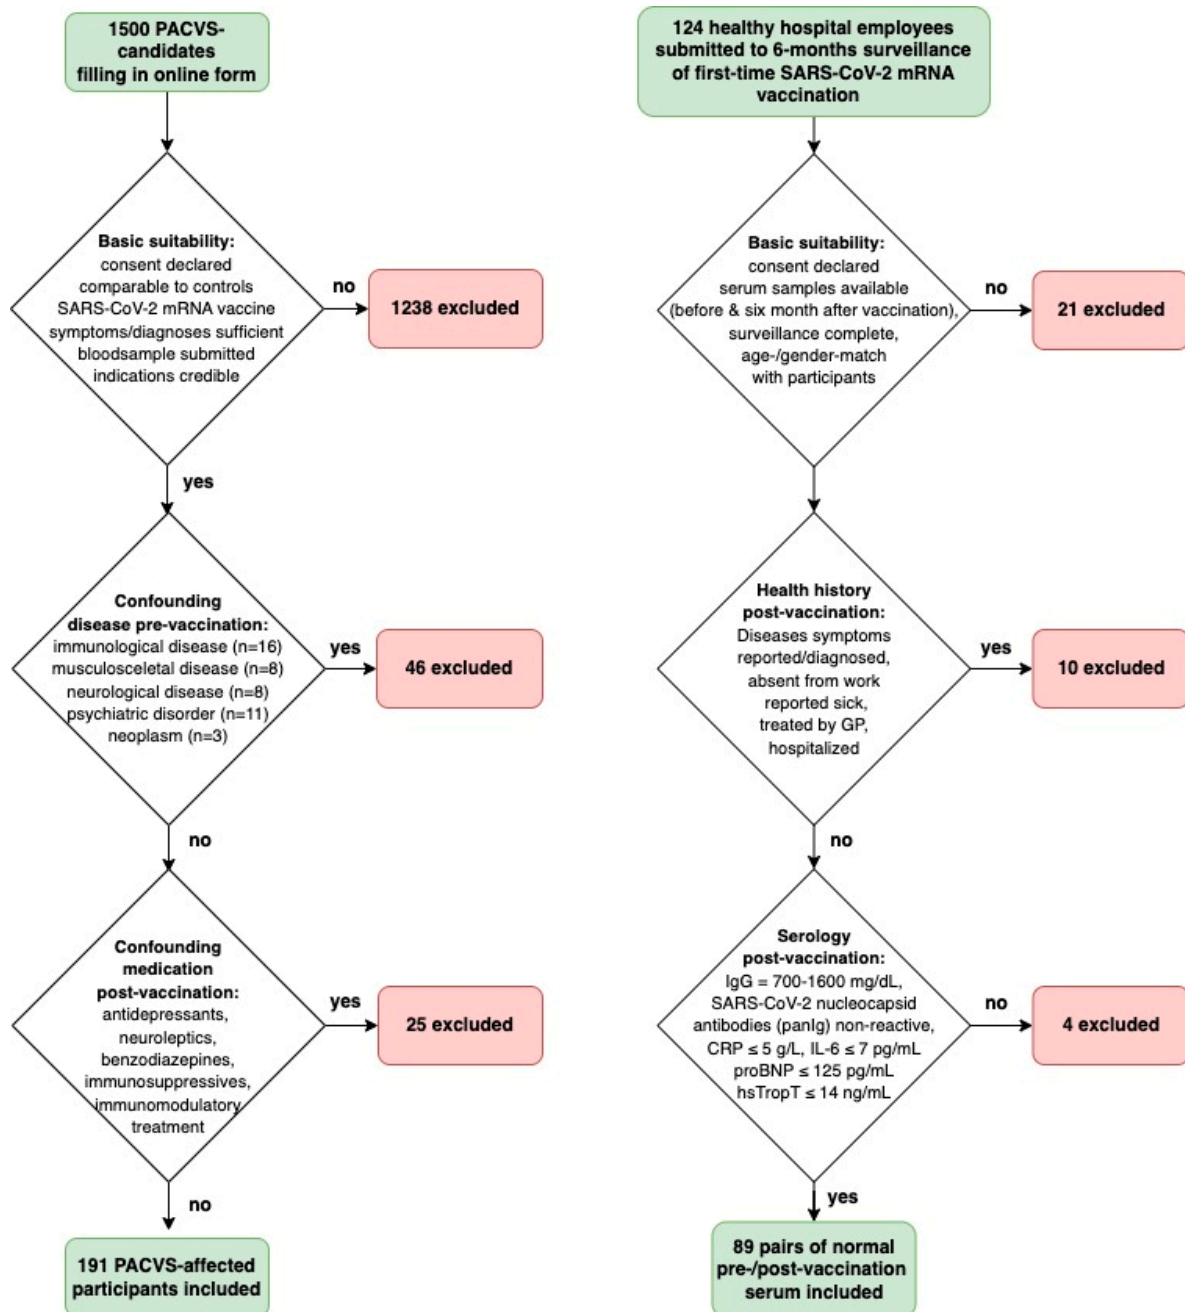 1500 PACVS-
candidates
filling in online form
Basic suitability:
consent declared
comparable to controls
SARS-CoV-2 mRNA vaccine
symptoms/diagnoses sufficient
bloodsample submitted
indications credible
no
1238 excluded
yes
Confounding
disease pre-vaccination:
immunological disease (n=16)
musculosceletal disease (n=8)
neurological disease (n=8)
psychiatric disorder (n=11)
neoplasm (n=3)
yes
46 excluded
no
Confounding
medication
post-vaccination:
antidepressants,
neuroleptics,
benzodiazepines,
immunosuppressives,
immunomodulatory
treatment
yes
25 excluded
no
191 PACVS-affected
participants included
124 healthy hospital employees
submitted to 6-months surveillance
of first-time SARS-CoV-2 mRNA
vaccination
Basic suitability:
consent declared
serum samples available
(before & six month after vaccination),
surveillance complete,
age-/gender-match
with participants
no
21 excluded
Health history
post-vaccination:
Diseases symptoms
reported/diagnosed,
absent from work
reported sick,
treated by GP,
hospitalized
yes
10 excluded
no
Serology
post-vaccination:
IgG = 700-1600 mg/dL,
SARS-CoV-2 nucleocapsid
antibodies (panIg) non-reactive,
CRP ≤ 5 g/L, IL-6 ≤ 7 pg/mL
proBNP ≤ 125 pg/mL
hsTropT ≤ 14 ng/mL
no
4 excluded
yes
89 pairs of normal
pre-/post-vaccination
serum included